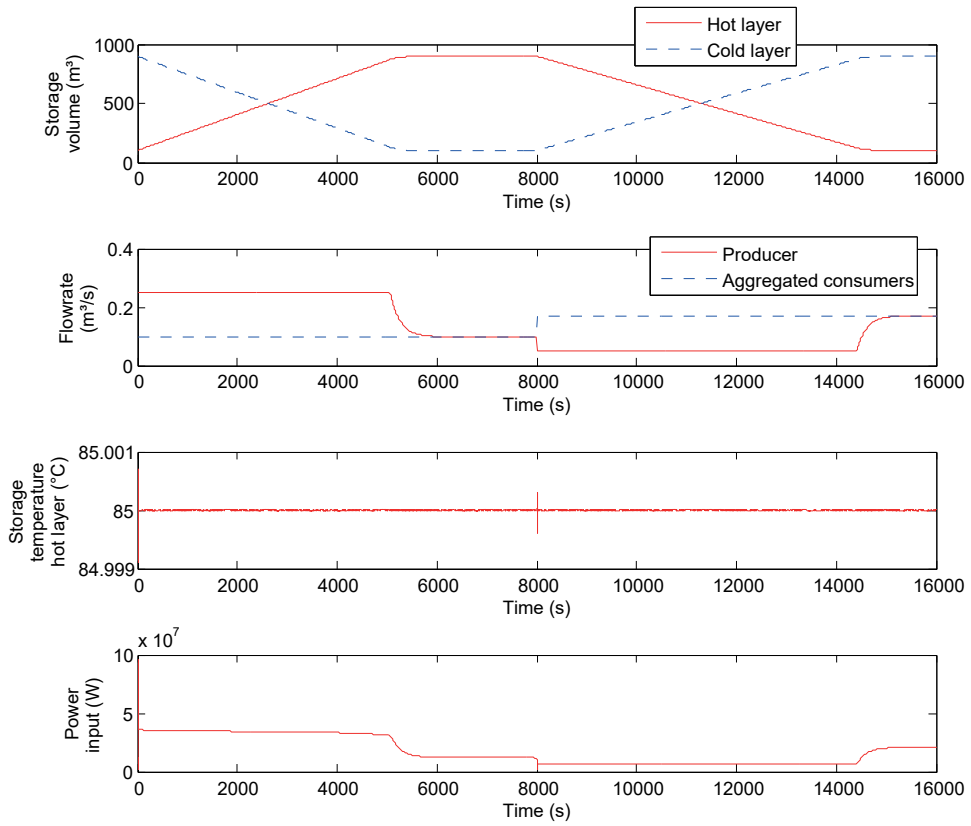 Hot layer
Cold layer
1000
500
0
Storage
volume (m³)
0 2000 4000 6000 8000 10000 12000 14000 16000
Time (s)
Producer
Aggregated consumers
0.4
0.2
0
Flowrate
(m³/s)
0 2000 4000 6000 8000 10000 12000 14000 16000
Time (s)
85.001
85
84.999
Storage
temperature
hot layer (°C)
0 2000 4000 6000 8000 10000 12000 14000 16000
Time (s)
x 10⁷
10
5
0
Power
input (W)
0 2000 4000 6000 8000 10000 12000 14000 16000
Time (s)